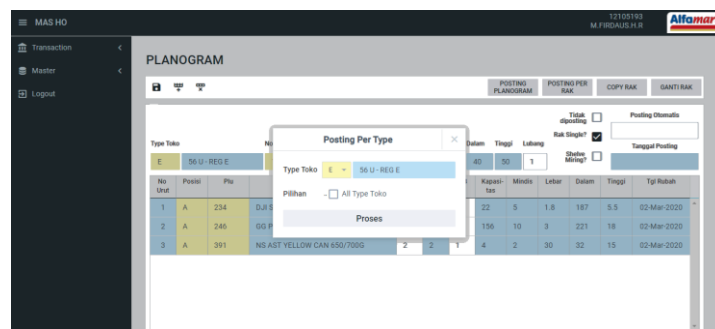 MAS HO
12105193
M.FIRDAUS.H.R
Alfamart
Transaction
Master
Logout
PLANOGRAM
POSTING PLANOGRAM
POSTING PER RAK
COPY RAK
GANTI RAK
Tidak diposting
Posting Otomatis
Rak Single?
Tanggal Posting
Shelve Miring?
Type Toko
No
Dalam Tinggi Lubang
E 56 U - REG E
40 50 1
Posting Per Type
Type Toko E 56 U - REG E
Pilihan All Type Toko
Proses
No Urut Posisi Plu Kapasi-tas Mindis Lebar Dalam Tinggi Tgl Rubah
1 A 234 DJI S 22 5 1.8 167 5.5 02-Mar-2020
2 A 246 GG P 156 10 3 221 18 02-Mar-2020
3 A 391 NS AST YELLOW CAN 650/700G 2 2 1 4 2 30 32 15 02-Mar-2020